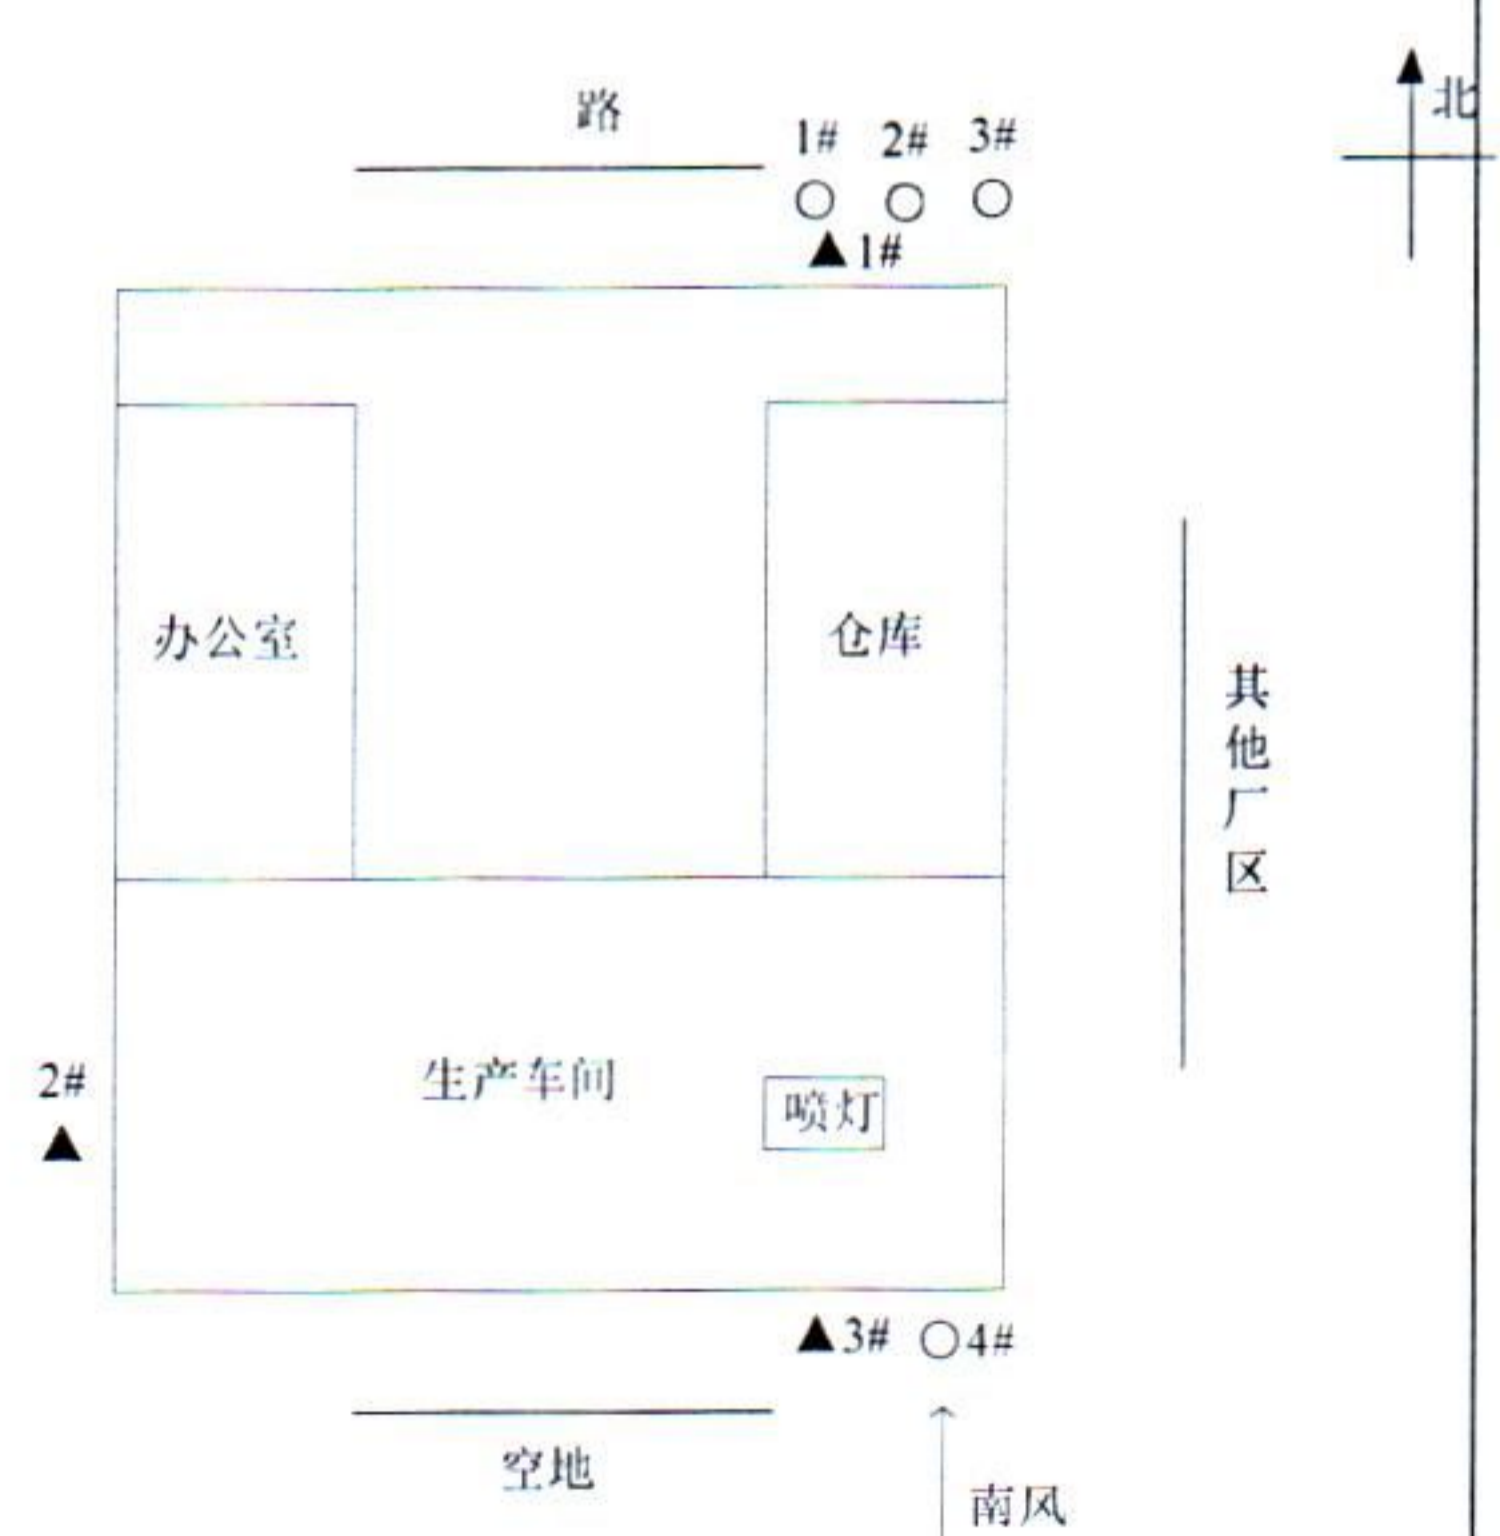 北
路
1# 2# 3#
▲1#
办公室
仓库
其他厂区
生产车间
喷灯
2#
▲
▲3# ○4#
空地
南风